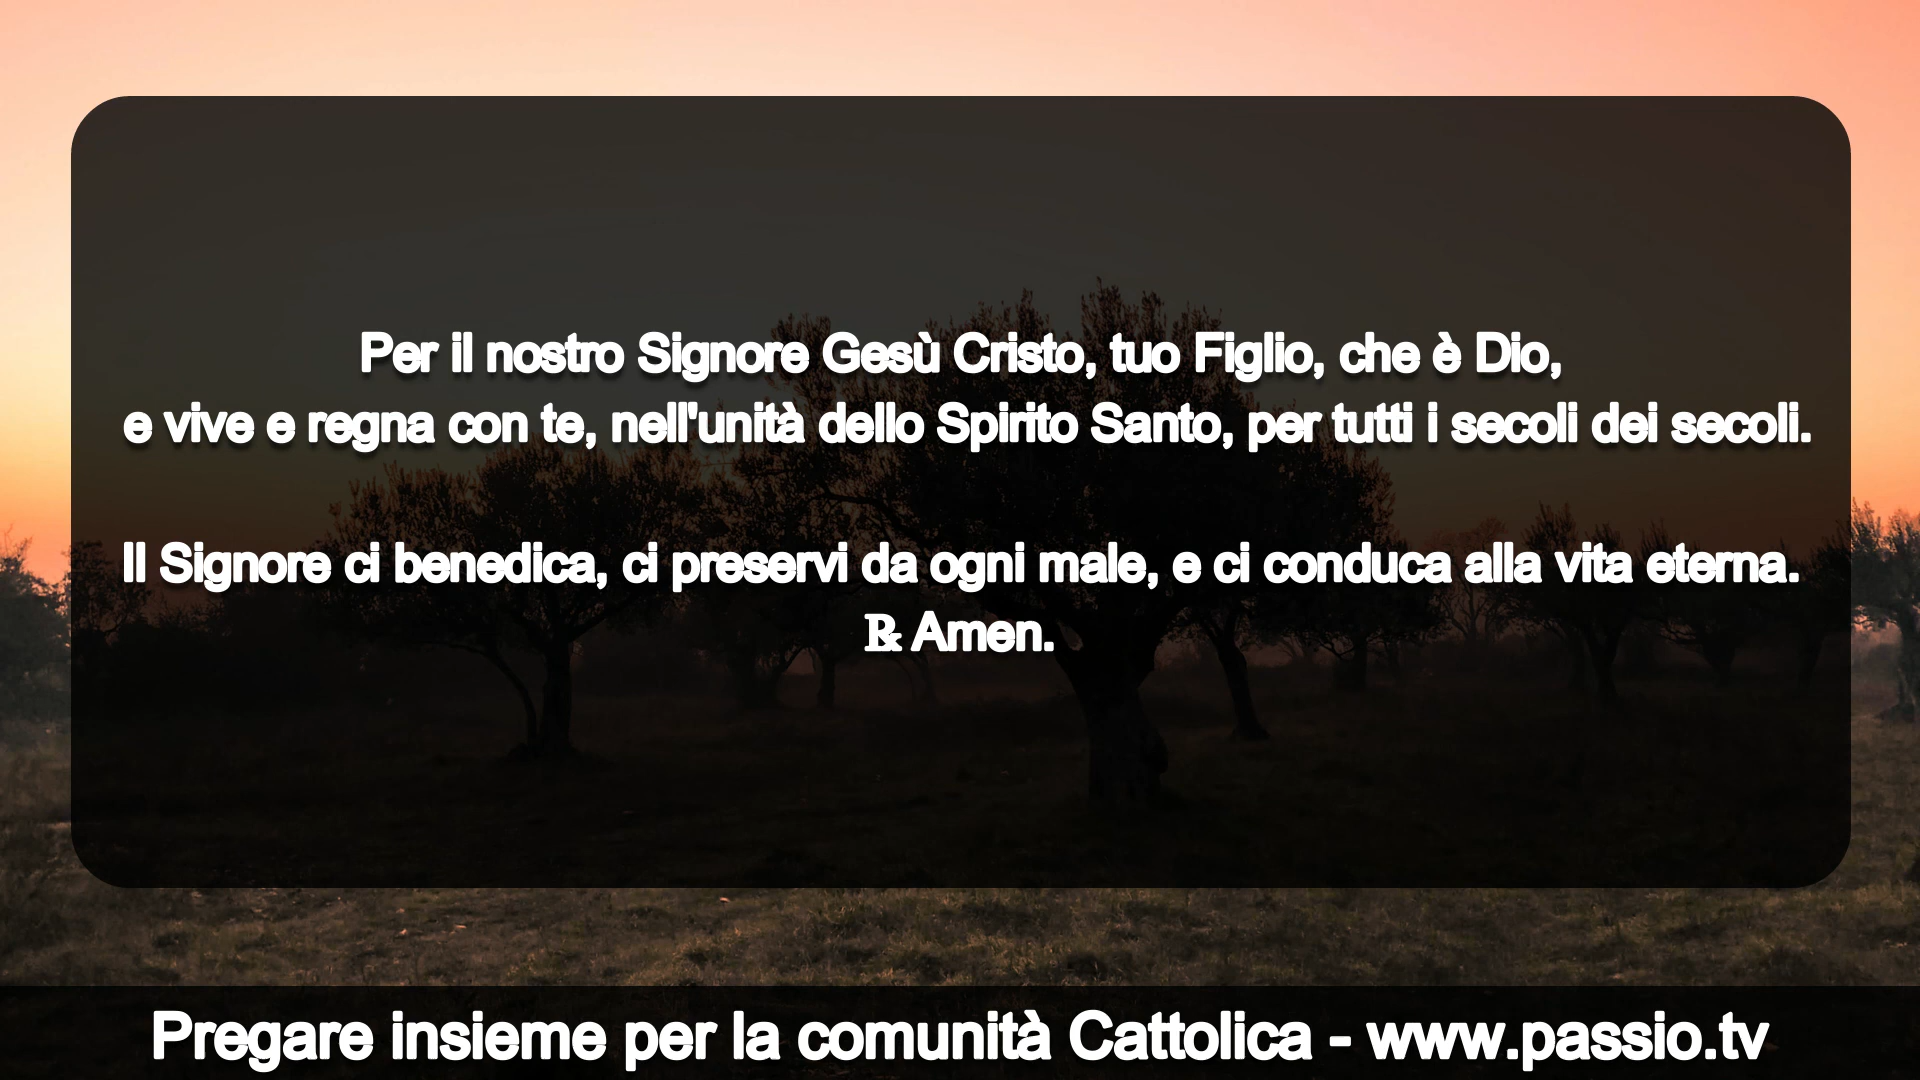 Per il nostro Signore Gesù Cristo, tuo Figlio, che è Dio,
e vive e regna con te, nell'unità dello Spirito Santo, per tutti i secoli dei secoli.
Il Signore ci benedica, ci preservi da ogni male, e ci conduca alla vita eterna.
℞ Amen.
Pregare insieme per la comunità Cattolica - www.passio.tv